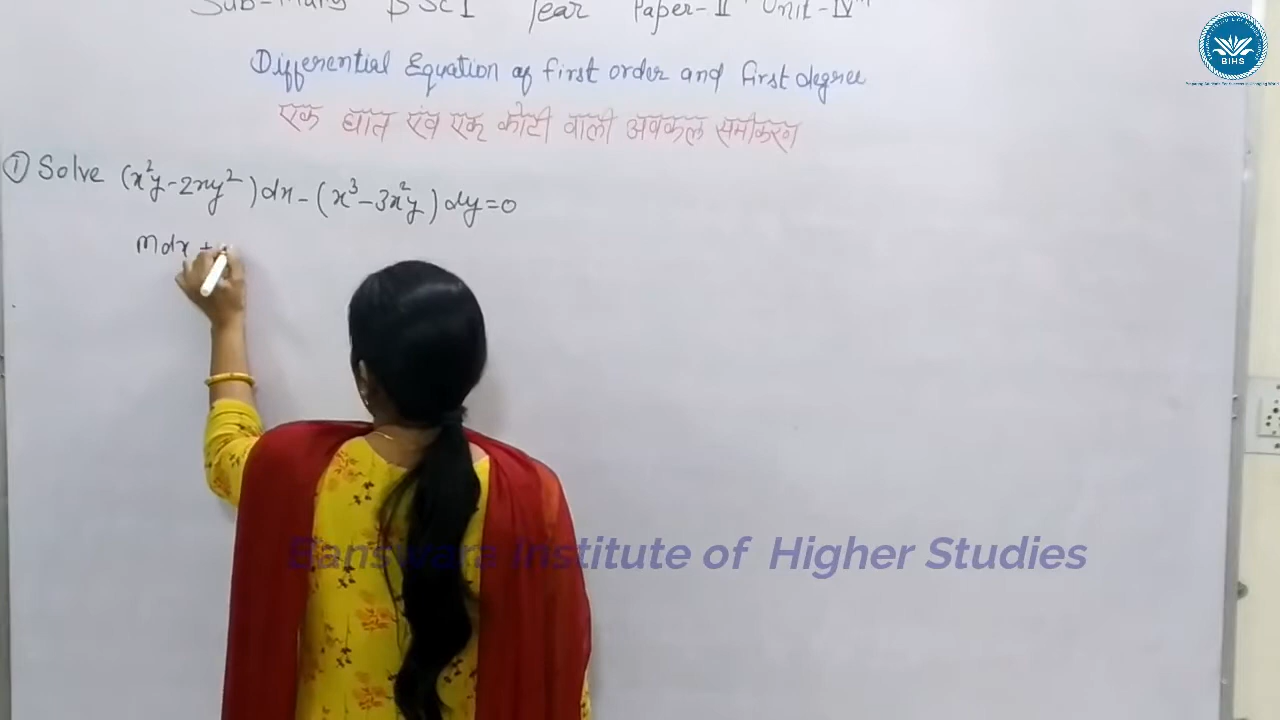 Sub-Maths BSc I Year Paper-II Unit-IV
BIHS
Differential Equation of first order and first degree
एक घात एंव एक कोटी वाली अवकल समीकरण
① Solve (x²y-2xy²)dx-(x³-3x²y)dy=0
Mdx +
Banswara Institute of Higher Studies